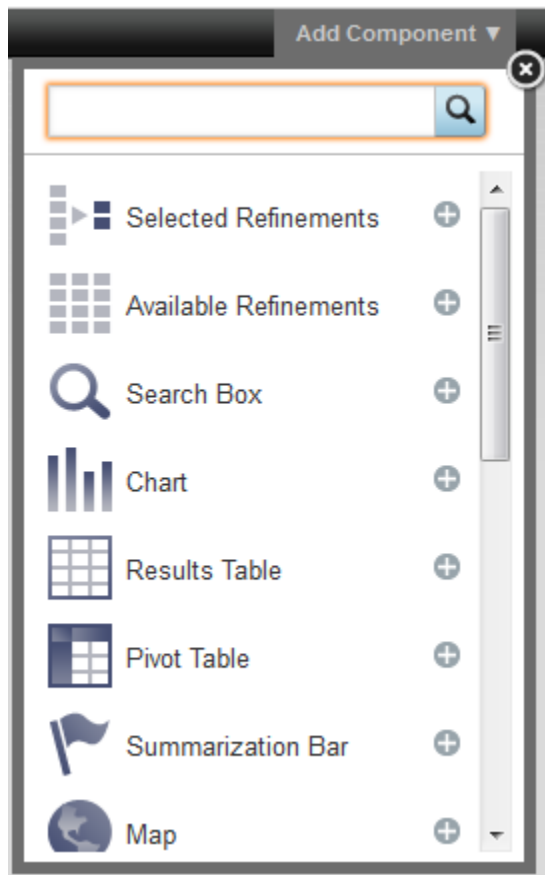 Add Component ▼
Selected Refinements
Available Refinements
Search Box
Chart
Results Table
Pivot Table
Summarization Bar
Map